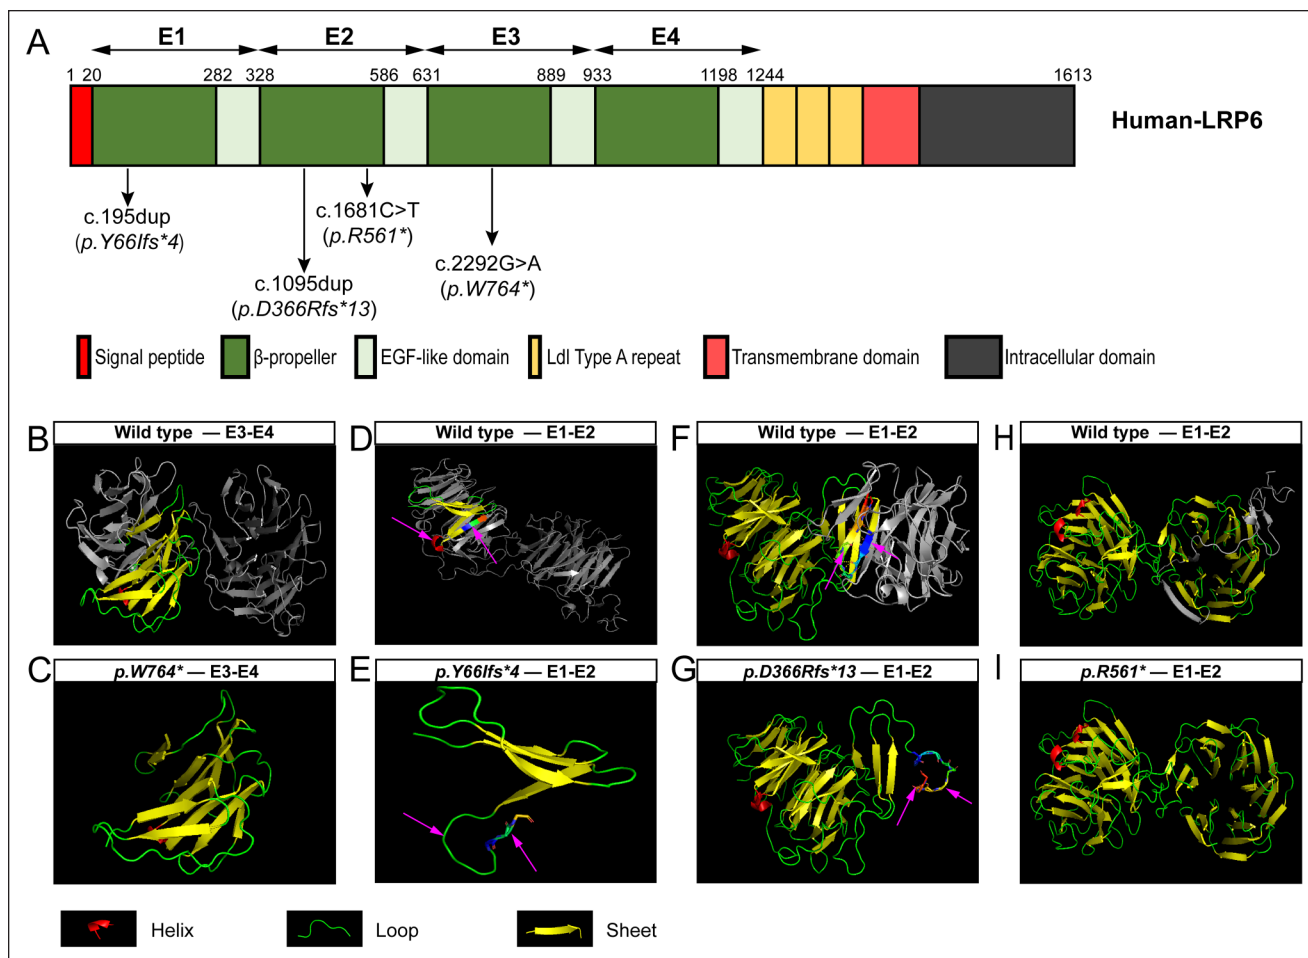 A
E1 E2 E3 E4
1 20 282 328 586 631 889 933 1198 1244 1613
Human-LRP6
c.195dup
(p.Y66Ifs*4)
c.1681C>T
(p.R561*)
c.1095dup
(p.D366Rfs*13)
c.2292G>A
(p.W764*)
Signal peptide β-propeller EGF-like domain Ldl Type A repeat Transmembrane domain Intracellular domain
B Wild type — E3-E4
D Wild type — E1-E2
F Wild type — E1-E2
H Wild type — E1-E2
C p.W764* — E3-E4
E p.Y66Ifs*4 — E1-E2
G p.D366Rfs*13 — E1-E2
I p.R561* — E1-E2
Helix Loop Sheet